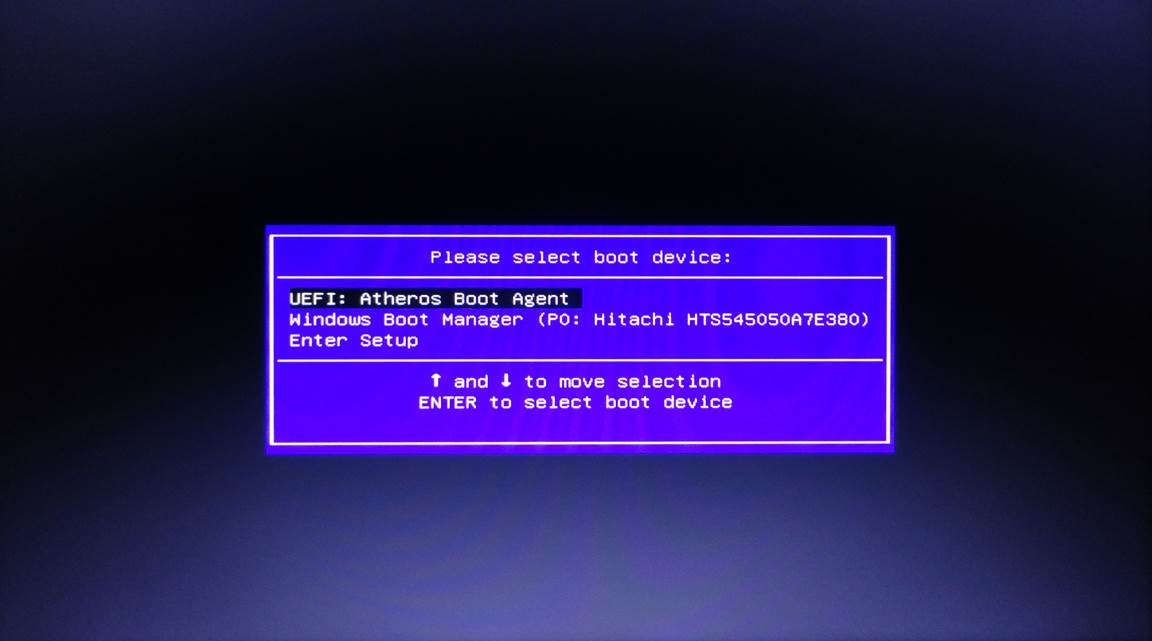 Please select boot device:
UEFI: Atheros Boot Agent
Windows Boot Manager (P0: Hitachi HTS545050A7E380)
Enter Setup
↑ and ↓ to move selection
ENTER to select boot device